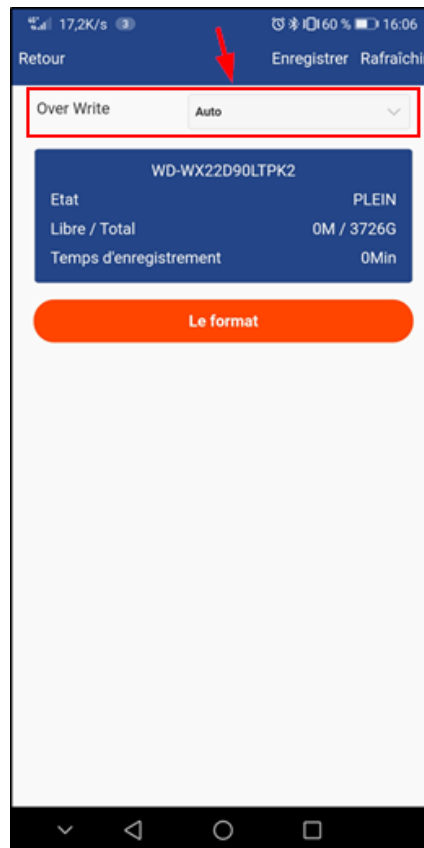 17,2K/s 3 60 % 16:06
Retour Enregistrer Rafraîchi
Over Write Auto
WD-WX22D90LTPK2
Etat PLEIN
Libre / Total 0M / 3726G
Temps d'enregistrement 0Min
Le format